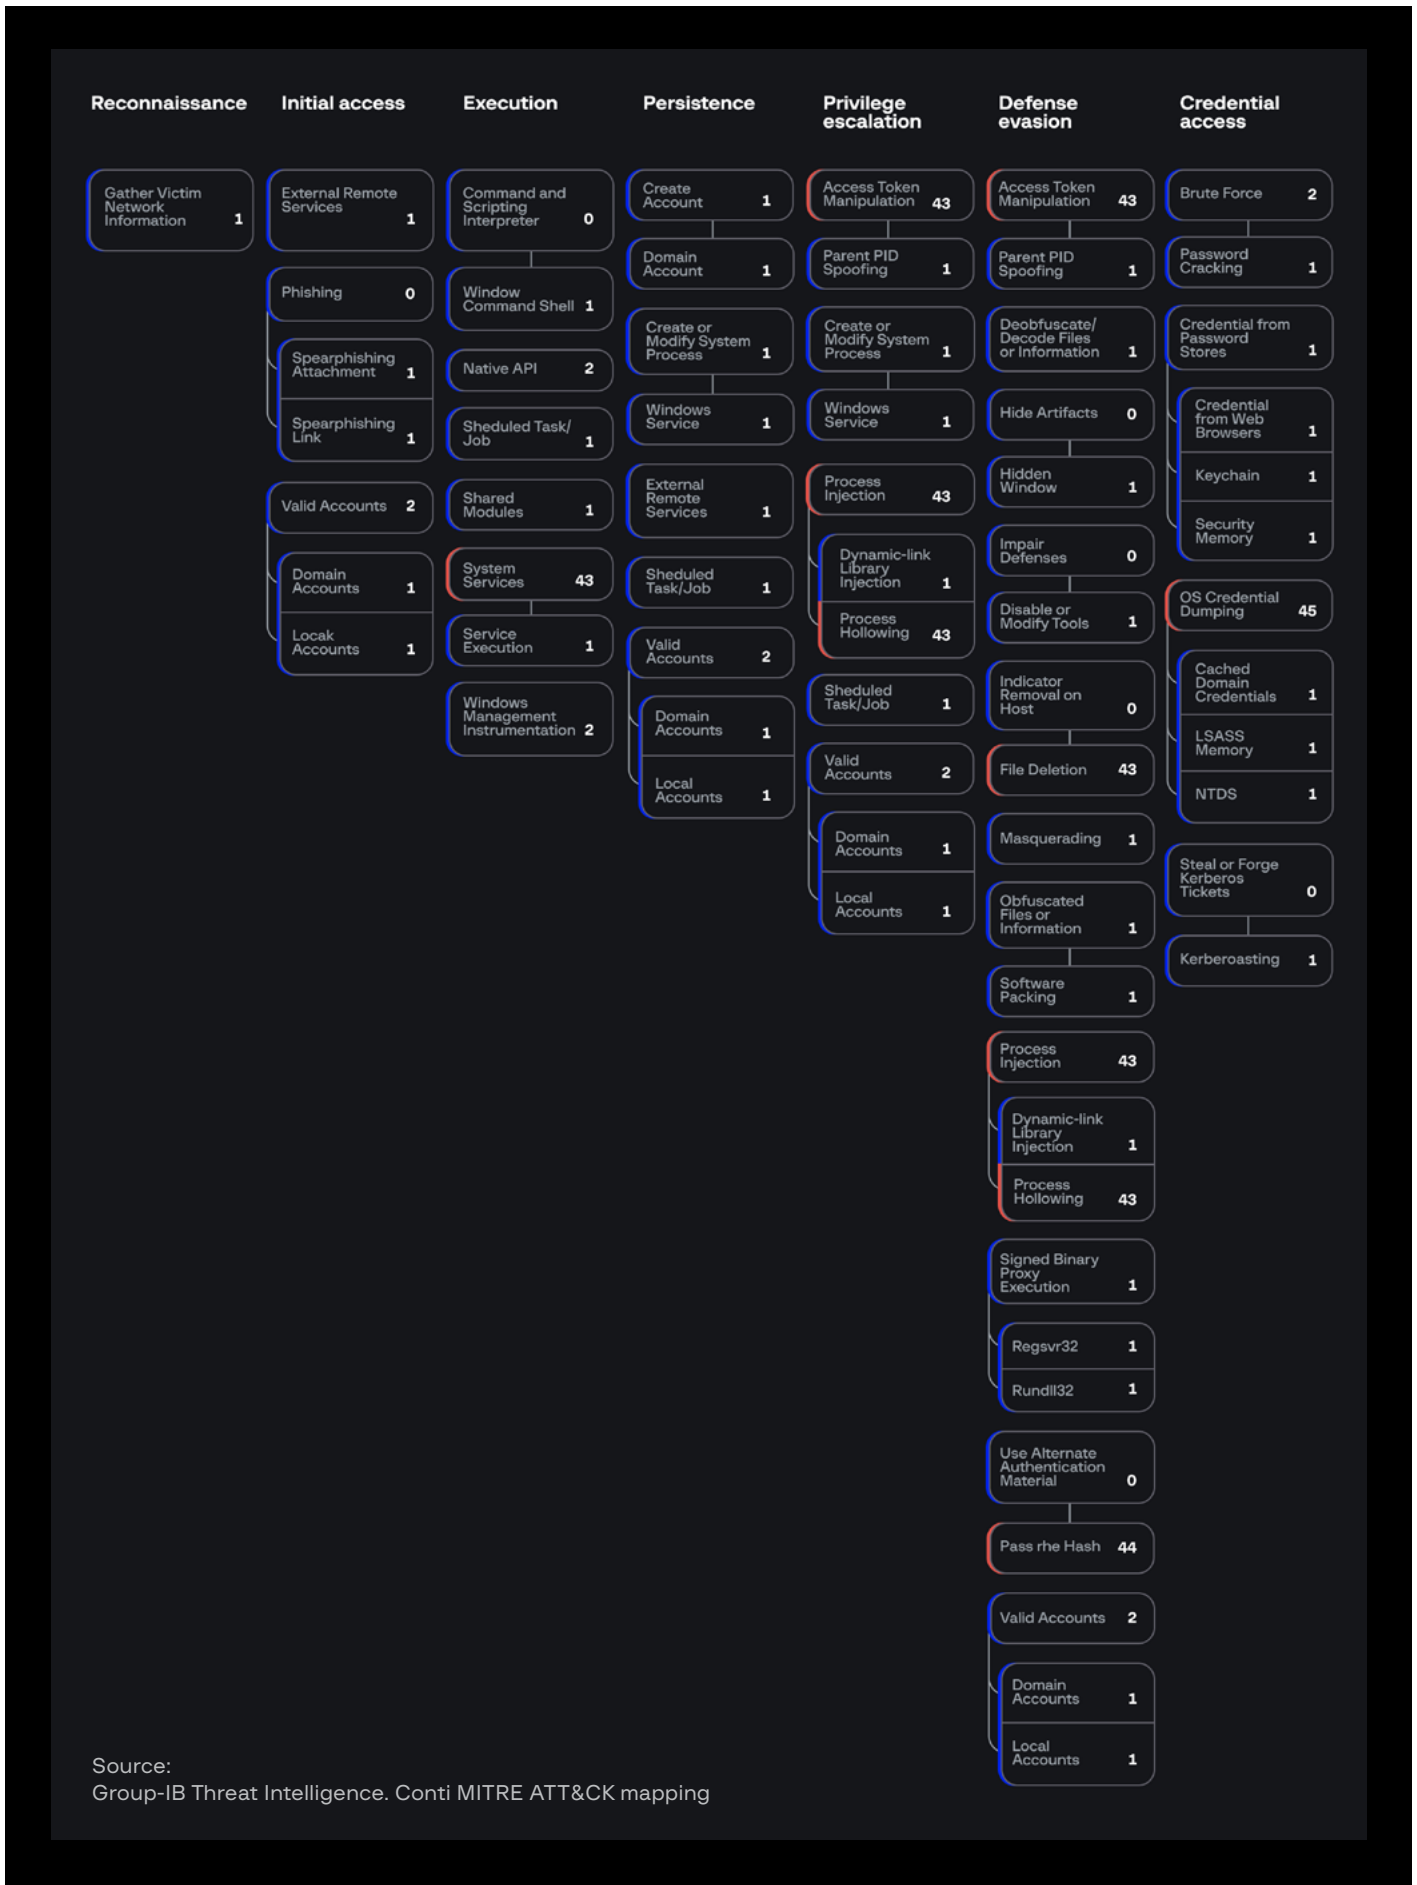 Reconnaissance
Gather Victim
Network
Information 1
Initial access
External Remote
Services 1
Phishing 0
Spearphishing
Attachment 1
Spearphishing
Link 1
Valid Accounts 2
Domain
Accounts 1
Locak
Accounts 1
Execution
Command and
Scripting
Interpreter 0
Window
Command Shell 1
Native API 2
Sheduled Task/
Job 1
Shared
Modules 1
System
Services 43
Service
Execution 1
Windows
Management
Instrumentation 2
Persistence
Create
Account 1
Domain
Account 1
Create or
Modify System
Process 1
Windows
Service 1
External
Remote
Services 1
Sheduled
Task/Job 1
Valid
Accounts 2
Domain
Accounts 1
Local
Accounts 1
Privilege
escalation
Access Token
Manipulation 43
Parent PID
Spoofing 1
Create or
Modify System
Process 1
Windows
Service 1
Process
Injection 43
Dynamic-link
Library
Injection 1
Process
Hollowing 43
Sheduled
Task/Job 1
Valid
Accounts 2
Domain
Accounts 1
Local
Accounts 1
Defense
evasion
Access Token
Manipulation 43
Parent PID
Spoofing 1
Deobfuscate/
Decode Files
or Information 1
Hide Artifacts 0
Hidden
Window 1
Impair
Defenses 0
Disable or
Modify Tools 1
Indicator
Removal on
Host 0
File Deletion 43
Masquerading 1
Obfuscated
Files or
Information 1
Software
Packing 1
Process
Injection 43
Dynamic-link
Library
Injection 1
Process
Hollowing 43
Signed Binary
Proxy
Execution 1
Regsvr32 1
Rundll32 1
Use Alternate
Authentication
Material 0
Pass rhe Hash 44
Valid Accounts 2
Domain
Accounts 1
Local
Accounts 1
Credential
access
Brute Force 2
Password
Cracking 1
Credential from
Password
Stores 1
Credential
from Web
Browsers 1
Keychain 1
Security
Memory 1
OS Credential
Dumping 45
Cached
Domain
Credentials 1
LSASS
Memory 1
NTDS 1
Steal or Forge
Kerberos
Tickets 0
Kerberoasting 1
Source:
Group-IB Threat Intelligence. Conti MITRE ATT&CK mapping